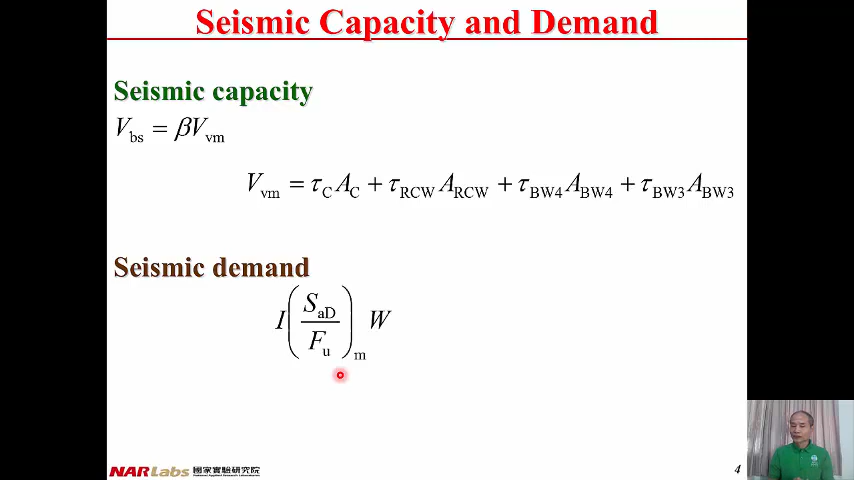 Seismic Capacity and Demand
Seismic capacity
V_bs = βV_vm
V_vm = τ_C A_C + τ_RCW A_RCW + τ_BW4 A_BW4 + τ_BW3 A_BW3
Seismic demand
I (S_aD / F_u)_m W
NARLabs 國家實驗研究院
4